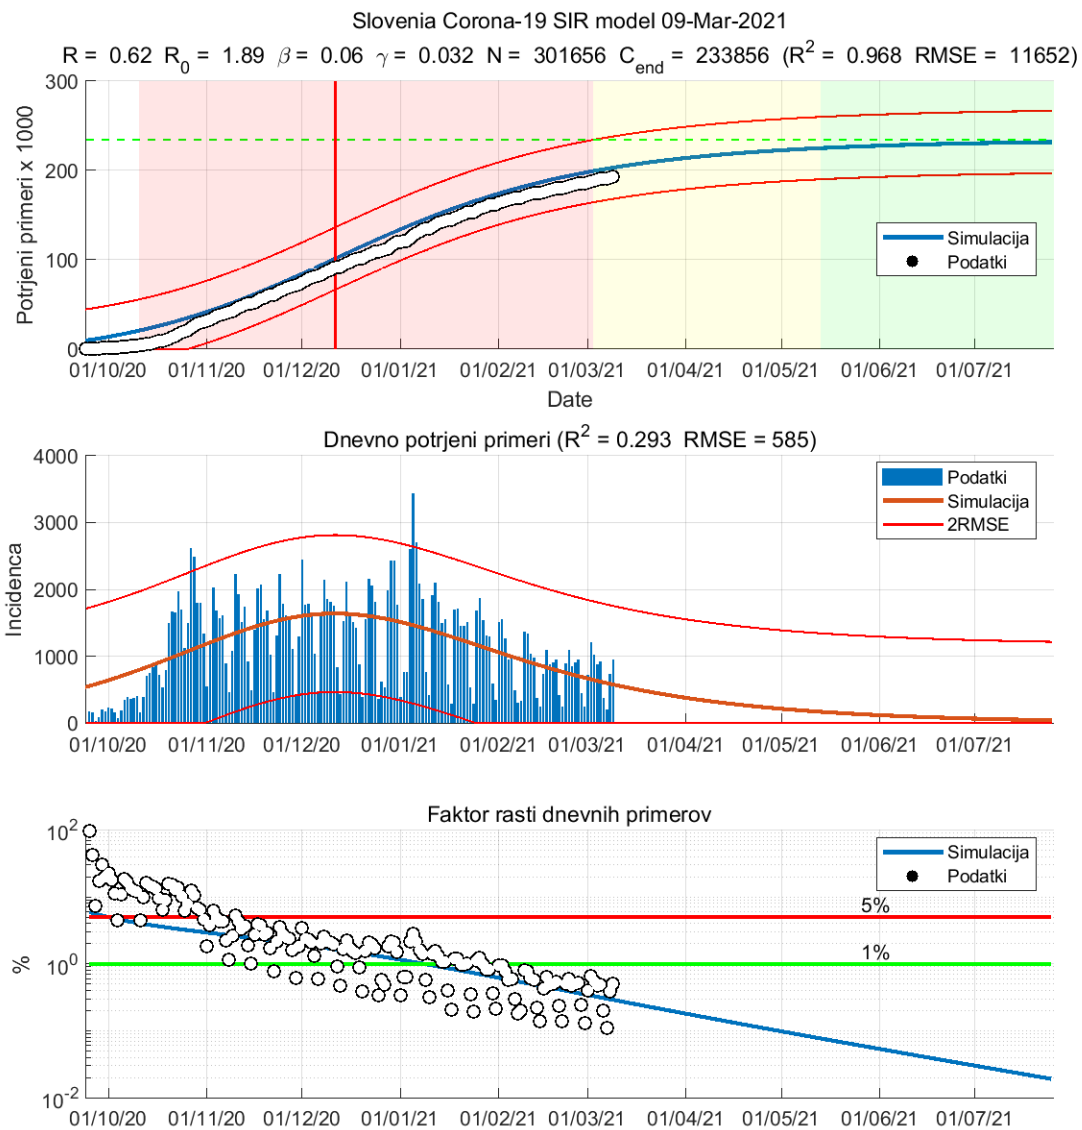 Slovenia Corona-19 SIR model 09-Mar-2021
R = 0.62 R0 = 1.89 β = 0.06 γ = 0.032 N = 301656 Cend = 233856 (R2 = 0.968 RMSE = 11652)
Potrjeni primeri x 1000
300
200
100
0
Simulacija
Podatki
01/10/20 01/11/20 01/12/20 01/01/21 01/02/21 01/03/21 01/04/21 01/05/21 01/06/21 01/07/21
Date
Dnevno potrjeni primeri (R2 = 0.293 RMSE = 585)
Incidenca
4000
3000
2000
1000
0
Podatki
Simulacija
2RMSE
01/10/20 01/11/20 01/12/20 01/01/21 01/02/21 01/03/21 01/04/21 01/05/21 01/06/21 01/07/21
Faktor rasti dnevnih primerov
%
10^2
10^0
10^-2
Simulacija
Podatki
5%
1%
01/10/20 01/11/20 01/12/20 01/01/21 01/02/21 01/03/21 01/04/21 01/05/21 01/06/21 01/07/21